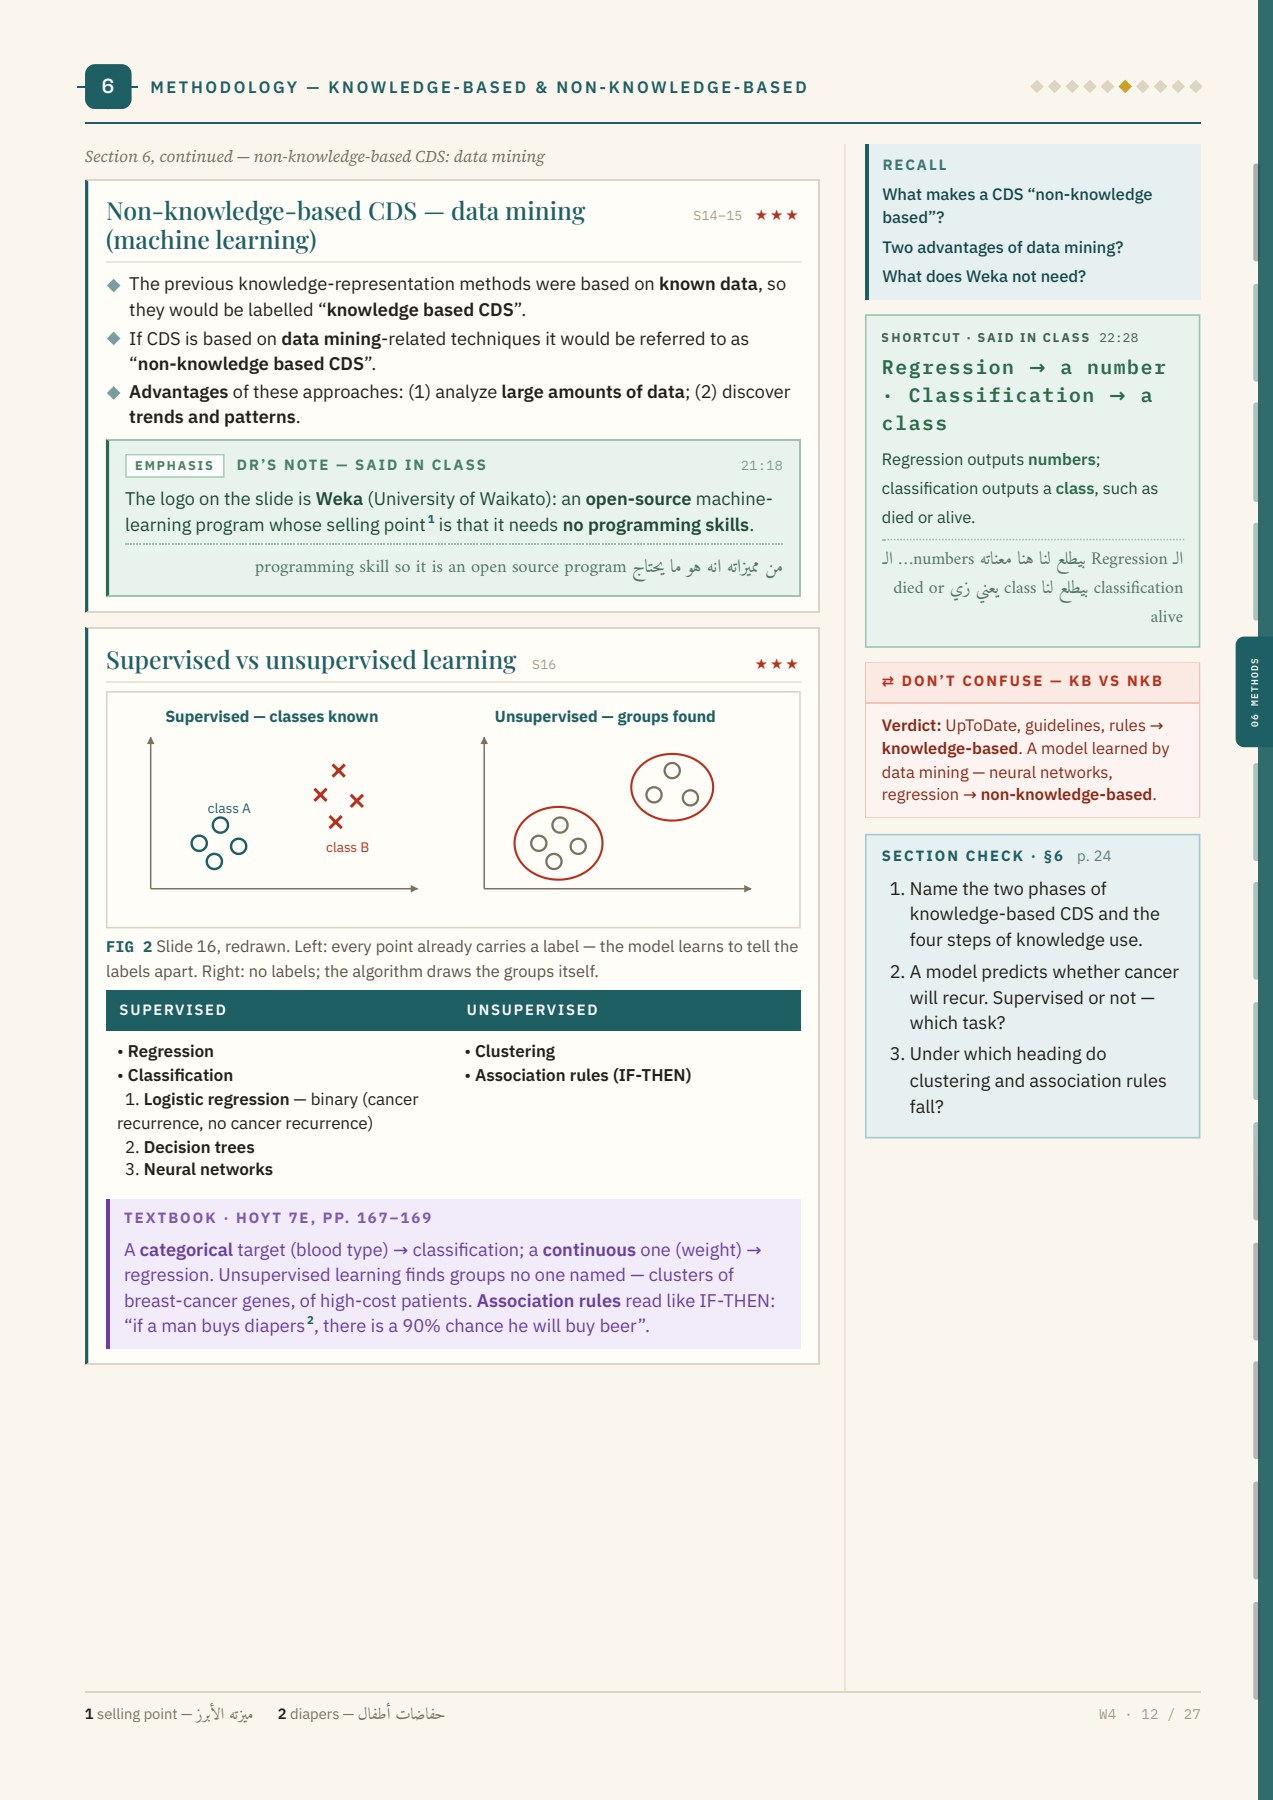 6 METHODOLOGY — KNOWLEDGE-BASED & NON-KNOWLEDGE-BASED
Section 6, continued — non-knowledge-based CDS: data mining
Non-knowledge-based CDS — data mining
(machine learning)
S14–15 ★★★
◆ The previous knowledge-representation methods were based on known data, so
they would be labelled “knowledge based CDS”.
◆ If CDS is based on data mining-related techniques it would be referred to as
“non-knowledge based CDS”.
◆ Advantages of these approaches: (1) analyze large amounts of data; (2) discover
trends and patterns.
EMPHASIS DR’S NOTE — SAID IN CLASS 21:18
The logo on the slide is Weka (University of Waikato): an open-source machine-
learning program whose selling point1 is that it needs no programming skills.
من مميزاته انه هو ما يحتاج programming skill so it is an open source program
Supervised vs unsupervised learning S16 ★★★
Supervised — classes known
class A
class B
Unsupervised — groups found
FIG 2 Slide 16, redrawn. Left: every point already carries a label — the model learns to tell the
labels apart. Right: no labels; the algorithm draws the groups itself.
SUPERVISED UNSUPERVISED
• Regression
• Classification
1. Logistic regression — binary (cancer
recurrence, no cancer recurrence)
2. Decision trees
3. Neural networks
• Clustering
• Association rules (IF-THEN)
TEXTBOOK · HOYT 7E, PP. 167–169
A categorical target (blood type) → classification; a continuous one (weight) →
regression. Unsupervised learning finds groups no one named — clusters of
breast-cancer genes, of high-cost patients. Association rules read like IF-THEN:
“if a man buys diapers2, there is a 90% chance he will buy beer”.
RECALL
What makes a CDS “non-knowledge
based”?
Two advantages of data mining?
What does Weka not need?
SHORTCUT · SAID IN CLASS 22:28
Regression → a number
· Classification → a
class
Regression outputs numbers;
classification outputs a class, such as
died or alive.
الـ Regression بيطلع لنا هنا معناته numbers... الـ
classification بيطلع لنا class يعني زي died or
alive
⇄ DON’T CONFUSE — KB VS NKB
Verdict: UpToDate, guidelines, rules →
knowledge-based. A model learned by
data mining — neural networks,
regression → non-knowledge-based.
SECTION CHECK · §6 p. 24
1. Name the two phases of
knowledge-based CDS and the
four steps of knowledge use.
2. A model predicts whether cancer
will recur. Supervised or not —
which task?
3. Under which heading do
clustering and association rules
fall?
06 METHODS
1 selling point — ميزته الأبرز 2 diapers — حفاضات أطفال
W4 · 12 / 27